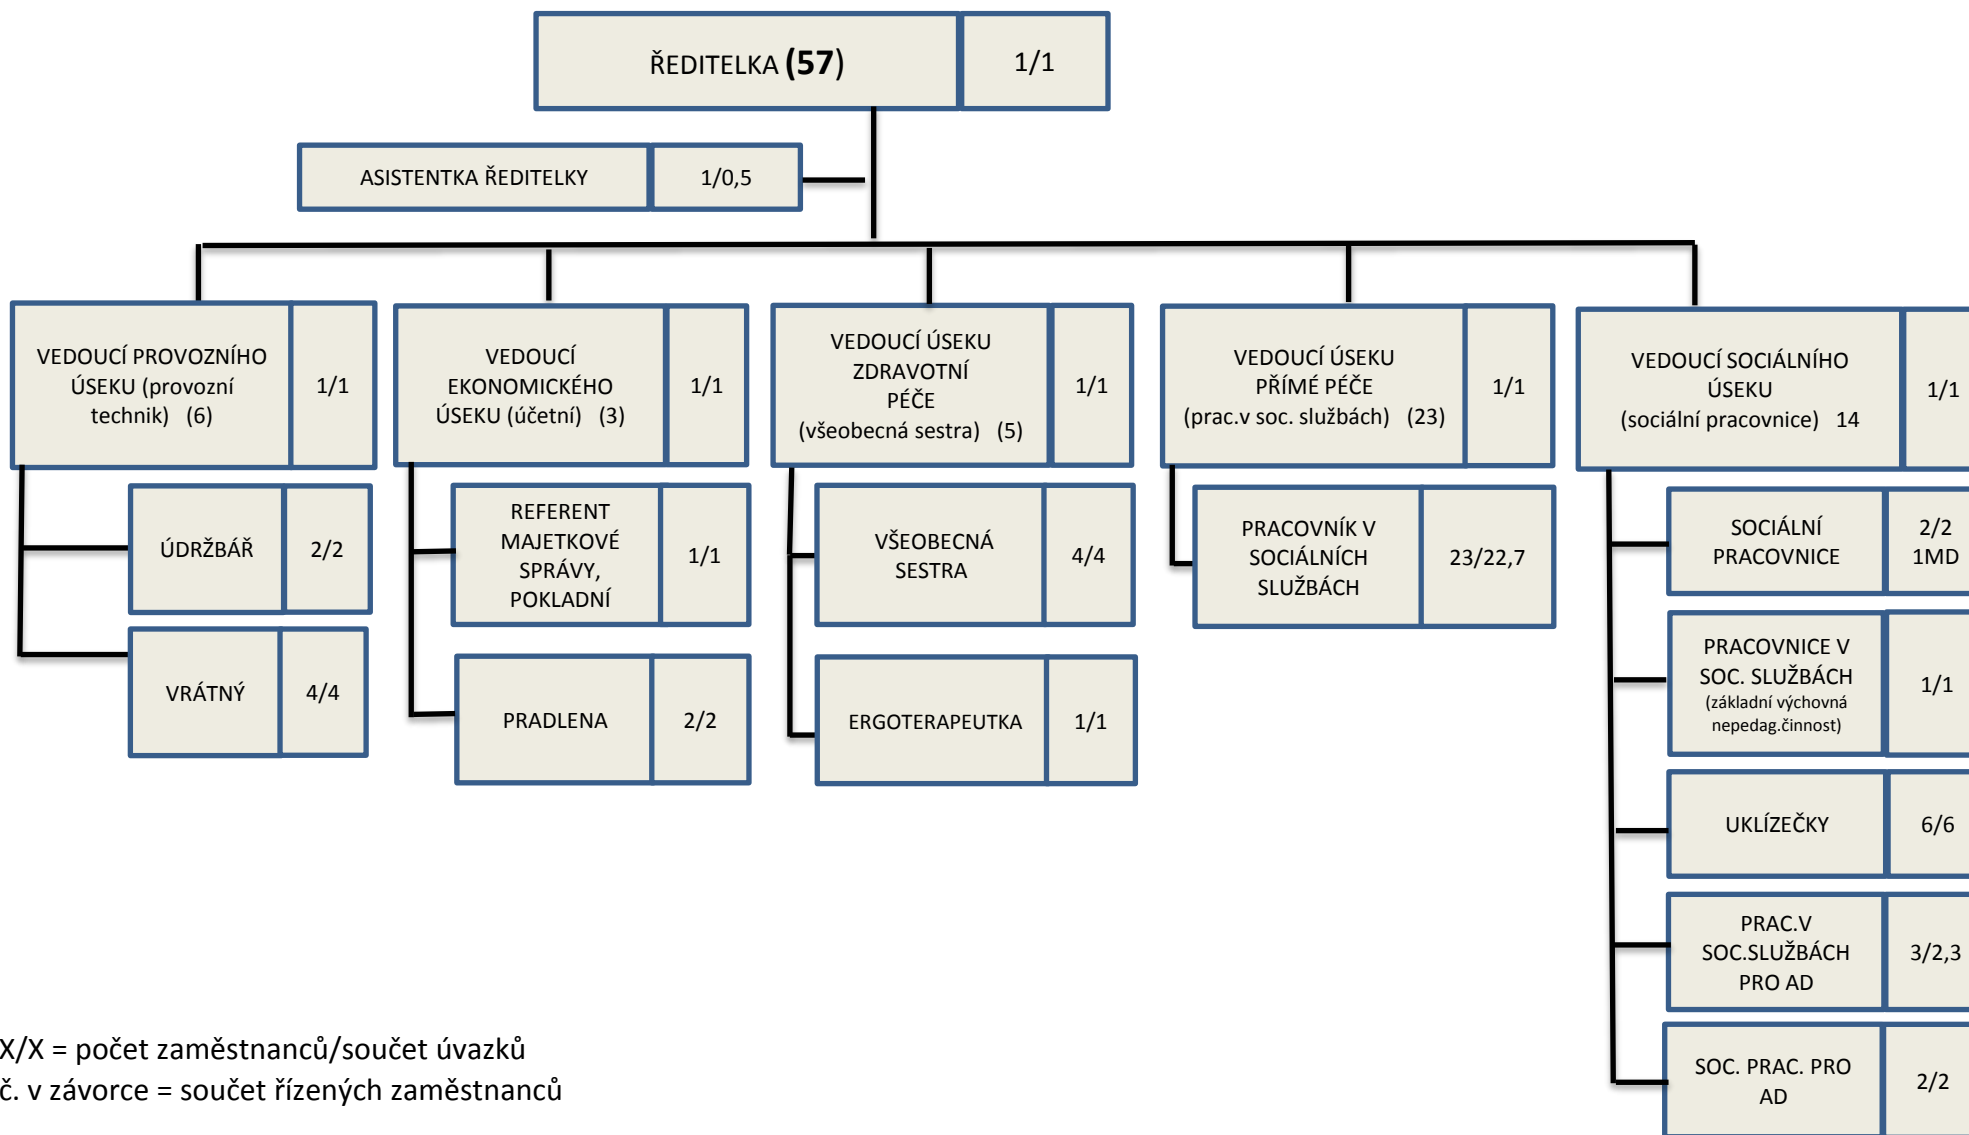 ŘEDITELKA (57)
1/1
ASISTENTKA ŘEDITELKY
1/0,5
VEDOUCÍ PROVOZNÍHO
ÚSEKU (provozní
technik) (6)
1/1
VEDOUCÍ
EKONOMICKÉHO
ÚSEKU (účetní) (3)
1/1
VEDOUCÍ ÚSEKU
ZDRAVOTNÍ
PÉČE
(všeobecná sestra) (5)
1/1
VEDOUCÍ ÚSEKU
PŘÍMÉ PÉČE
(prac.v soc. službách) (23)
1/1
VEDOUCÍ SOCIÁLNÍHO
ÚSEKU
(sociální pracovnice) 14
1/1
ÚDRŽBÁŘ
2/2
VRÁTNÝ
4/4
REFERENT
MAJETKOVÉ
SPRÁVY,
POKLADNÍ
1/1
PRADLENA
2/2
VŠEOBECNÁ
SESTRA
4/4
ERGOTERAPEUTKA
1/1
PRACOVNÍK V
SOCIÁLNÍCH
SLUŽBÁCH
23/22,7
SOCIÁLNÍ
PRACOVNICE
2/2
1MD
PRACOVNICE V
SOC. SLUŽBÁCH
(základní výchovná
nepedag.činnost)
1/1
UKLÍZEČKY
6/6
PRAC.V
SOC.SLUŽBÁCH
PRO AD
3/2,3
SOC. PRAC. PRO
AD
2/2
X/X = počet zaměstnanců/součet úvazků
č. v závorce = součet řízených zaměstnanců